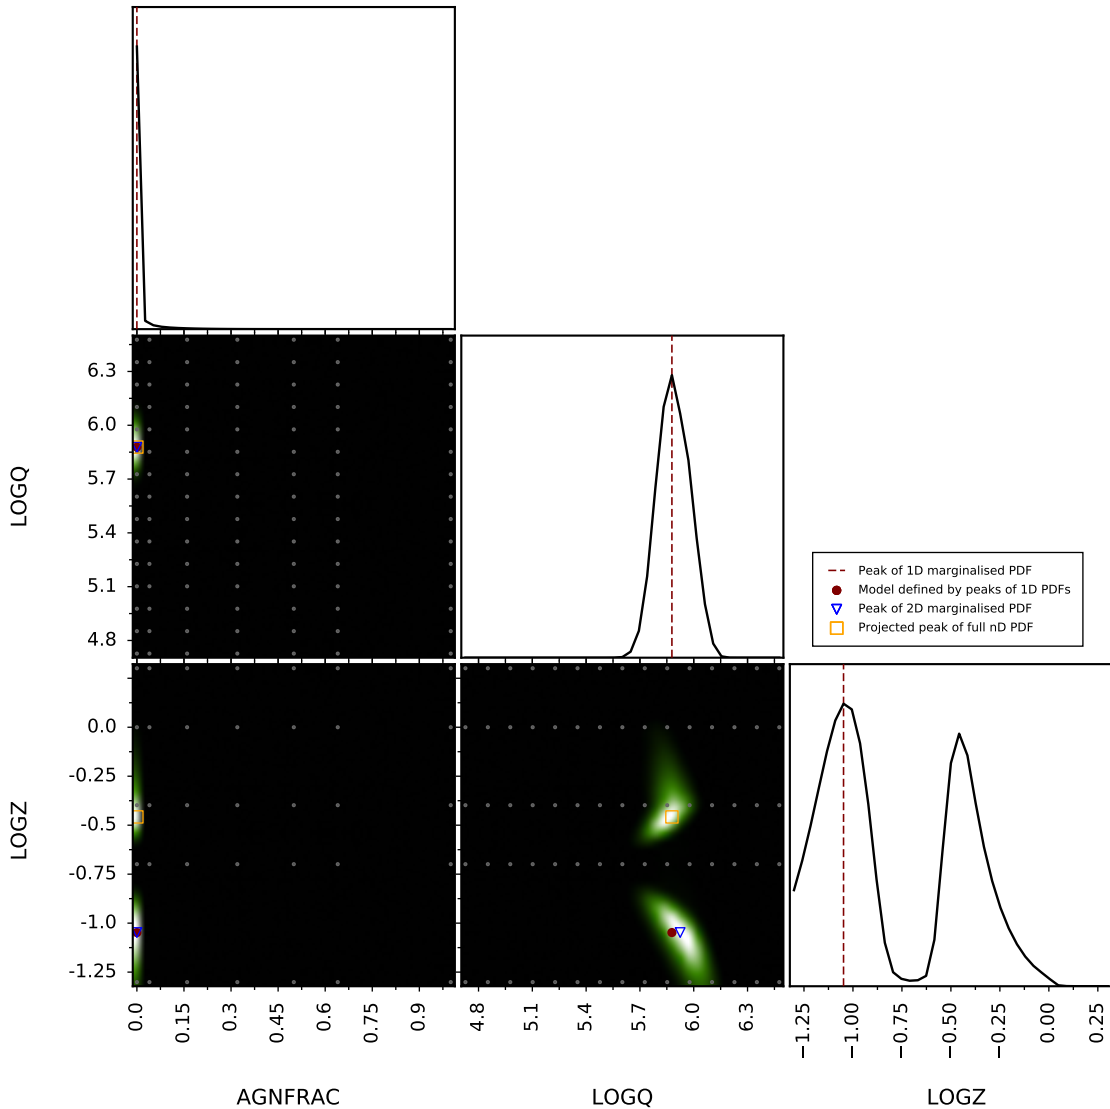 LOGQ
6.3
6.0
5.7
5.4
5.1
4.8
Peak of 1D marginalised PDF
Model defined by peaks of 1D PDFs
Peak of 2D marginalised PDF
Projected peak of full nD PDF
LOGZ
0.0
-0.25
-0.5
-0.75
-1.0
-1.25
0.0 0.15 0.3 0.45 0.6 0.75 0.9
4.8 5.1 5.4 5.7 6.0 6.3
−1.25 −1.00 −0.75 −0.50 −0.25 0.00 0.25
AGNFRAC LOGQ LOGZ